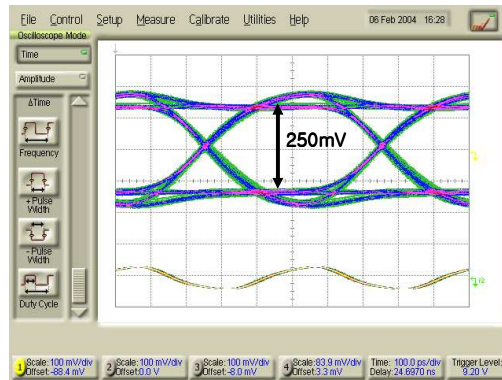 File Control Setup Measure Calibrate Utilities Help 06 Feb 2004 16:28
Oscilloscope Mode
Time
Amplitude
ΔTime
Frequency
+ Pulse
Width
- Pulse
Width
Duty Cycle
250mV
1 Scale: 100 mV/div 2 Scale: 100 mV/div 3 Scale: 100 mV/div 4 Scale: 83.9 mV/div Time: 100.0 ps/div Trigger Level:
Offset: -88.4 mV Offset: 0.0 V Offset: -8.0 mV Offset: 3.3 mV Delay: 24.6970 ns 9.20 V